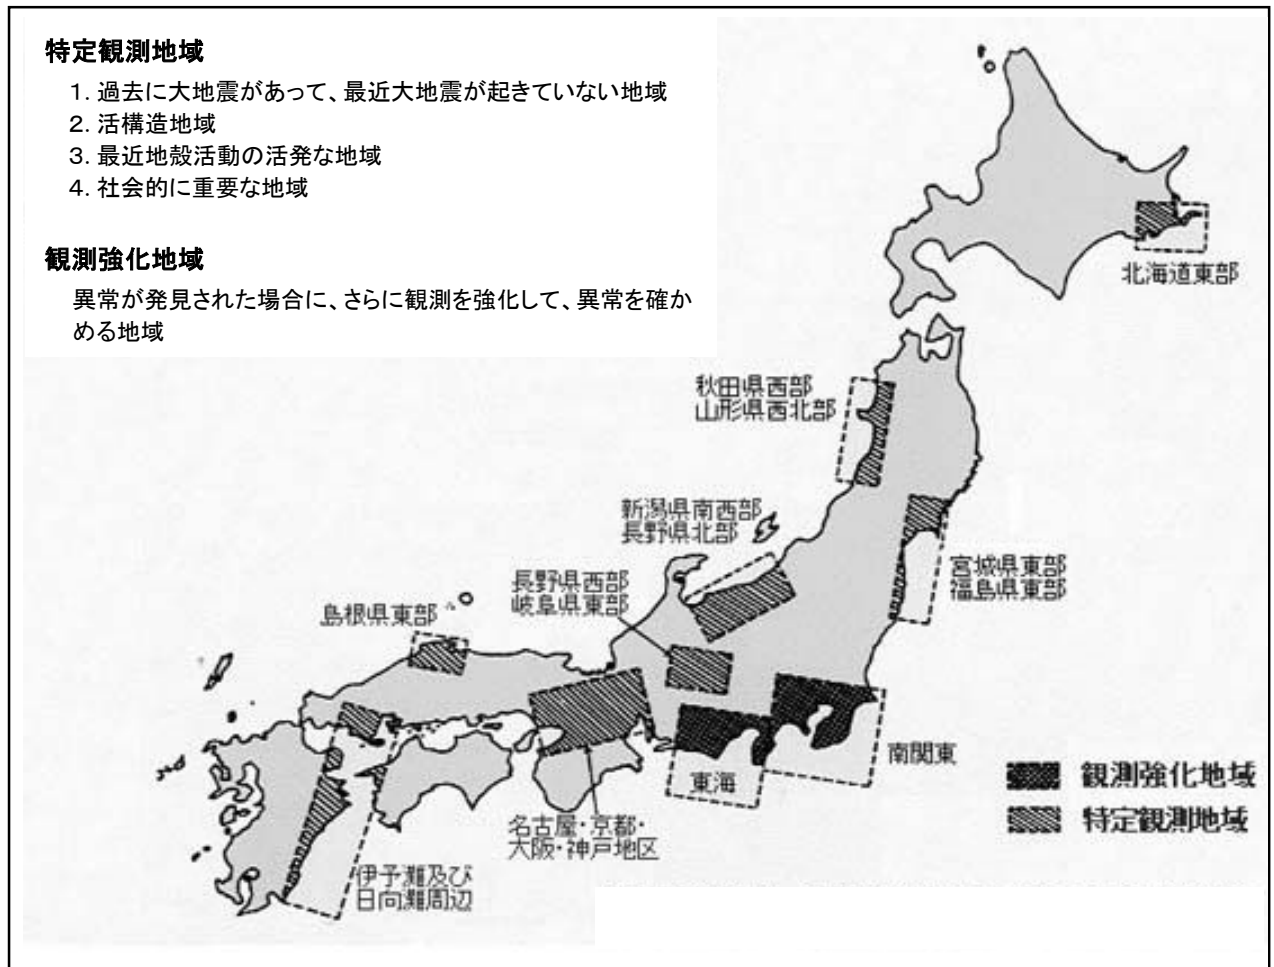 特定観測地域
1. 過去に大地震があって、最近大地震が起きていない地域
2. 活構造地域
3. 最近地殻活動の活発な地域
4. 社会的に重要な地域
観測強化地域
異常が発見された場合に、さらに観測を強化して、異常を確か
める地域
北海道東部
秋田県西部
山形県西北部
新潟県南西部
長野県北部
宮城県東部
福島県東部
長野県西部
岐阜県東部
島根県東部
南関東
東海
観測強化地域
特定観測地域
名古屋・京都・
大阪・神戸地区
伊予灘及び
日向灘周辺